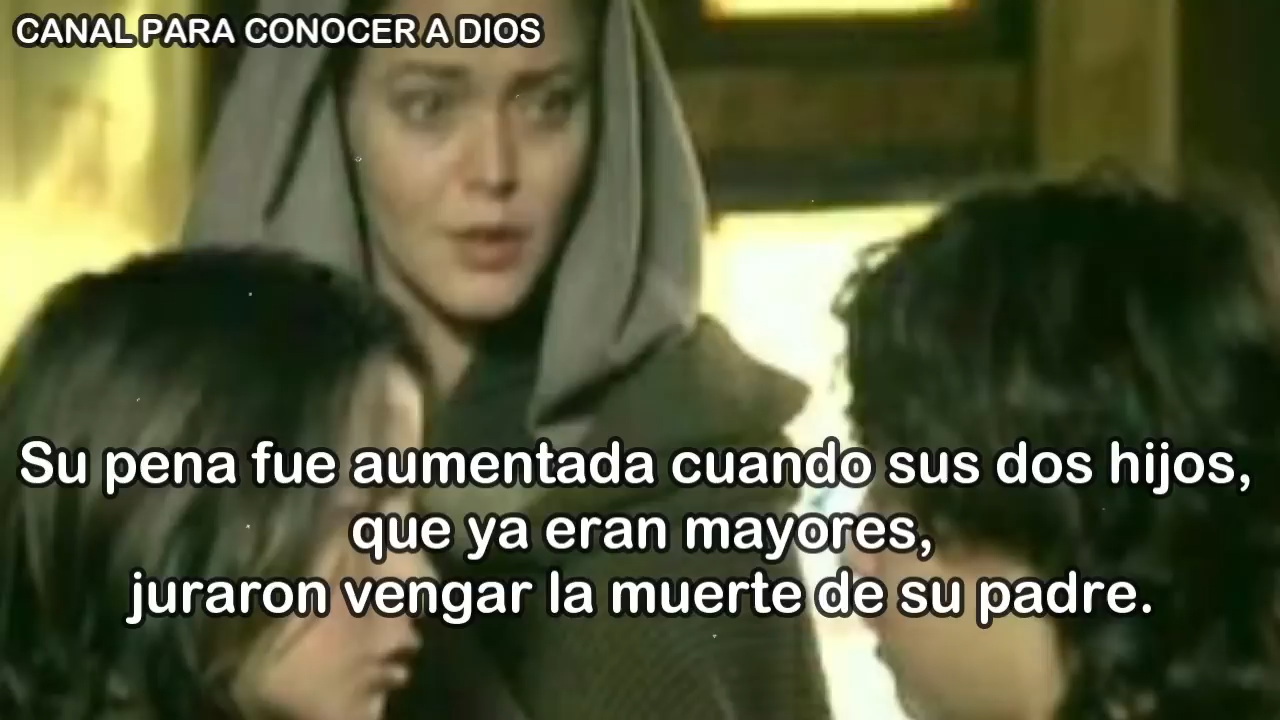 CANAL PARA CONOCER A DIOS
Su pena fue aumentada cuando sus dos hijos,
que ya eran mayores,
juraron vengar la muerte de su padre.